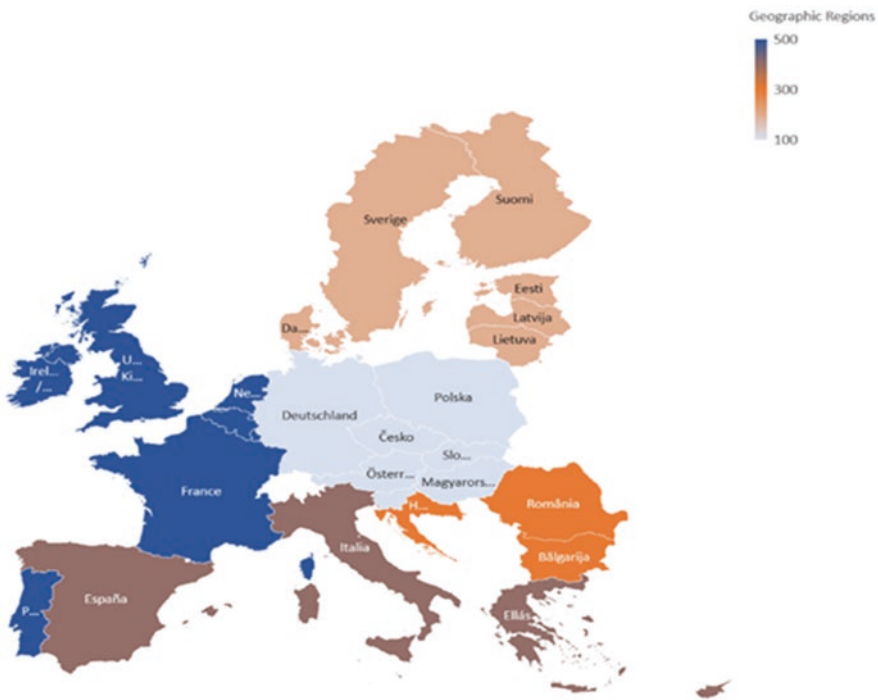 Geographic Regions
500
300
100
Suomi
Sverige
Eesti
Latvija
Lietuva
Da...
Irel...
/...
U...
Ki...
Ne...
Deutschland
Polska
Česko
Slo...
Österr...
Magyarors...
France
H...
România
Bălgarija
Italia
España
P...
Ellás